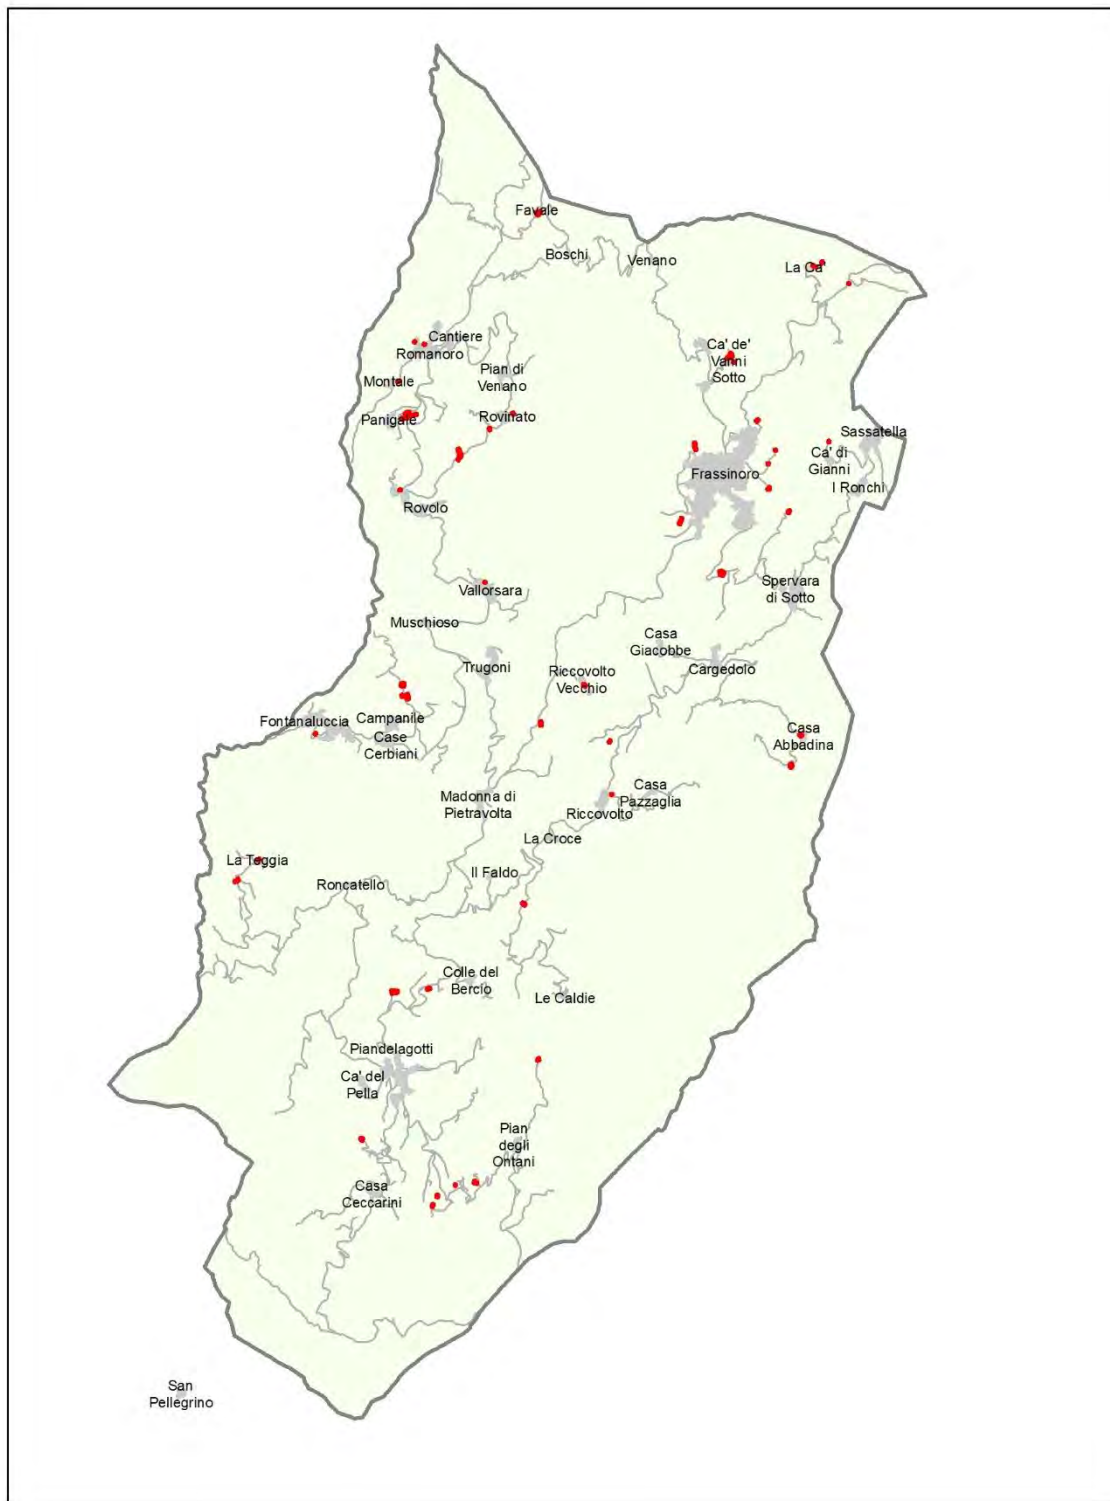 Favale
Boschi
Venano
La Ca'
Cantiere
Romanoro
Ca' de'
Vanni
Sotto
Pian di
Venano
Montale
Panigale
Rovinato
Sassatella
Ca' di
Gianni
Frassinoro
I Ronchi
Rovolo
Vallorsara
Spervara
di Sotto
Muschioso
Casa
Giacobbe
Cargedolo
Trugoni
Riccovolto
Vecchio
Fontanaluccia
Campanile
Case
Cerbiani
Casa
Abbadina
Madonna di
Pietravolta
Casa
Pazzaglia
Riccovolto
La Croce
La Teggia
Il Faldo
Roncatello
Colle del
Bercio
Le Caldie
Piandelagotti
Ca' del
Pella
Pian
degli
Ontani
Casa
Ceccarini
San
Pellegrino